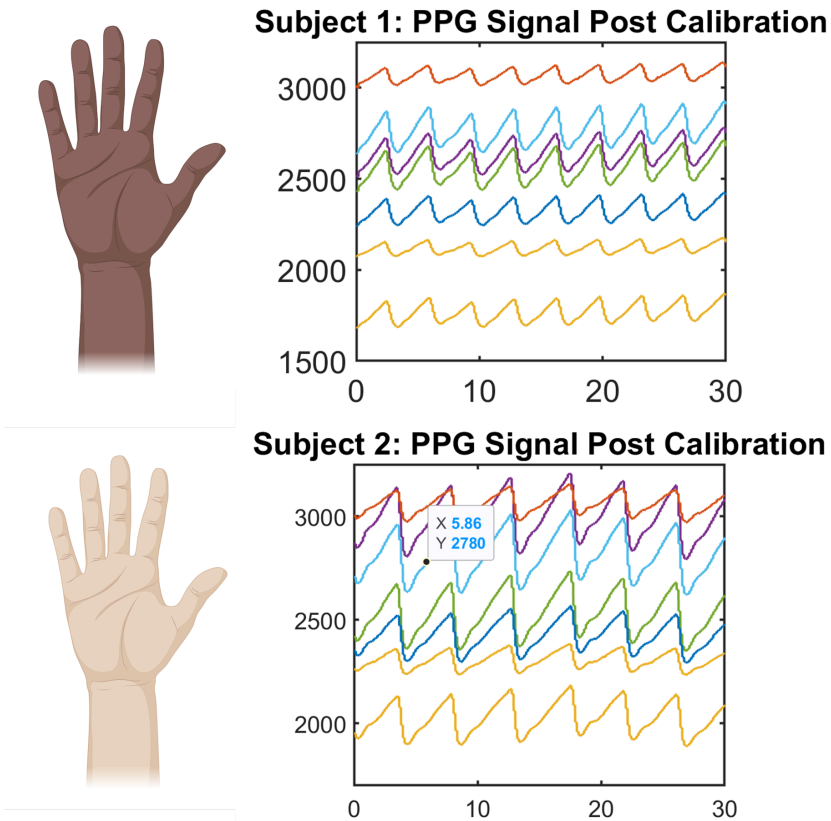 Subject 1: PPG Signal Post Calibration
3000
2500
2000
1500
0 10 20 30
Subject 2: PPG Signal Post Calibration
3000
X 5.86
Y 2780
2500
2000
0 10 20 30